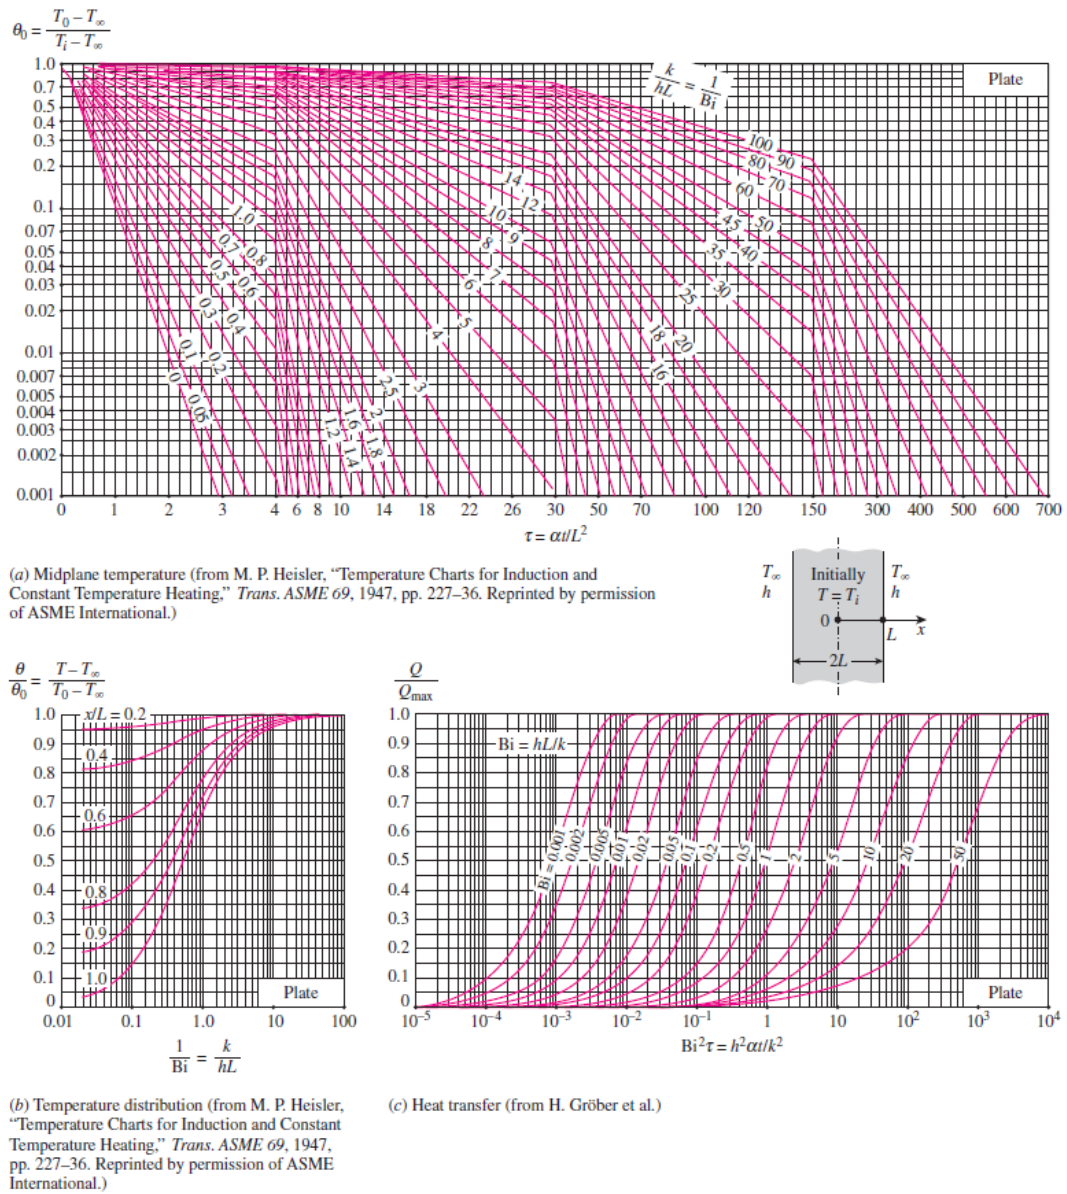 θ₀ = T₀ – T∞ / Tᵢ – T∞
k/hL = 1/Bi
Plate
1.0
0.7
0.5
0.4
0.3
0.2
0.1
0.07
0.05
0.04
0.03
0.02
0.01
0.007
0.005
0.004
0.003
0.002
0.001
100 90
80 70
60
50
45
40
35
30
25
20
18
16
14
12
10
9
8
7
6
5
4
3
2.5
2
1.8
1.6
1.4
1.2
1.0
0.8
0.7
0.6
0.5
0.4
0.3
0.2
0.1
0.05
0
0 1 2 3 4 6 8 10 14 18 22 26 30 50 70 100 120 150 300 400 500 600 700
τ = αt/L²
(a) Midplane temperature (from M. P. Heisler, “Temperature Charts for Induction and
Constant Temperature Heating,” Trans. ASME 69, 1947, pp. 227–36. Reprinted by permission
of ASME International.)
T∞ Initially T∞
h T = Tᵢ h
0 L x
2L
θ/θ₀ = T – T∞ / T₀ – T∞
x/L = 0.2
0.4
0.6
0.8
0.9
1.0
1.0
0.9
0.8
0.7
0.6
0.5
0.4
0.3
0.2
0.1
0
Plate
0.01 0.1 1.0 10 100
1/Bi = k/hL
(b) Temperature distribution (from M. P. Heisler,
“Temperature Charts for Induction and Constant
Temperature Heating,” Trans. ASME 69, 1947,
pp. 227–36. Reprinted by permission of ASME
International.)
Q/Qmax
Bi = hL/k
1.0
0.9
0.8
0.7
0.6
0.5
0.4
0.3
0.2
0.1
0
Bi = 0.001 0.002 0.005 0.01 0.02 0.05 0.1 0.2 0.5 1 2 5 10 20 50
Plate
10⁻⁵ 10⁻⁴ 10⁻³ 10⁻² 10⁻¹ 1 10 10² 10³ 10⁴
Bi²τ = h²αt/k²
(c) Heat transfer (from H. Gröber et al.)